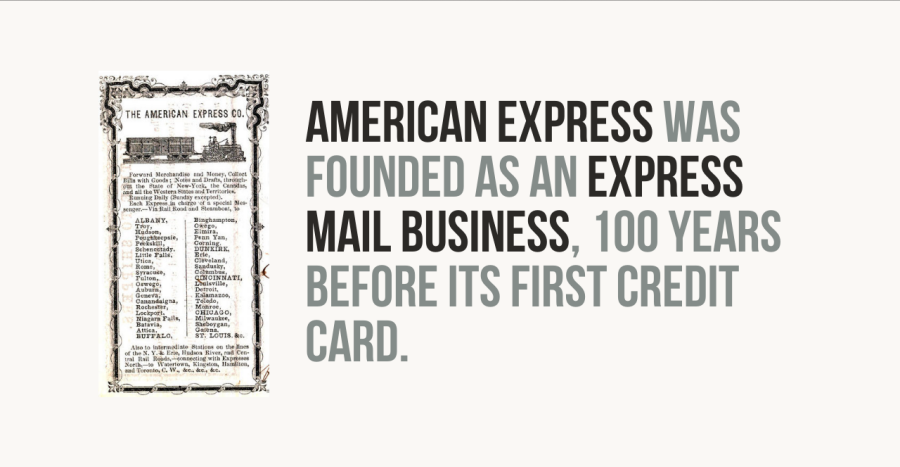 THE AMERICAN EXPRESS CO.
Forward Merchandise and Money, Collect
Bills with Goods; Notes and Drafts, through-
out the State of New-York, the Canadas,
and all the Western States and Territories,
Running Daily (Sunday excepted).
Each Express in charge of a special Mes-
senger.—Via Rail Road and Steamboat, to
ALBANY,
Troy,
Hudson,
Poughkeepsie,
Peekskill,
Schenectady,
Little Falls,
Utica,
Rome,
Syracuse,
Fulton,
Oswego,
Auburn,
Geneva,
Canandaigua,
Rochester,
Lockport,
Niagara Falls,
Batavia,
Attica,
BUFFALO,
Binghampton,
Owego,
Elmira,
Penn Yan,
Corning,
DUNKIRK,
Erie,
Cleveland,
Sandusky,
Columbus,
CINCINNATI,
Louisville,
Detroit,
Kalamazoo,
Toledo,
Monroe,
CHICAGO,
Milwaukee,
Sheboygan,
Galena,
ST. LOUIS, &c.
Also to intermediate Stations on the lines
of the N. Y. & Erie, Hudson River, and Cen-
tral Rail Roads,—connecting with Expresses
North,—to Watertown, Kingston, Hamilton,
and Toronto, C. W., &c., &c., &c.
AMERICAN EXPRESS WAS
FOUNDED AS AN EXPRESS
MAIL BUSINESS, 100 YEARS
BEFORE ITS FIRST CREDIT
CARD.